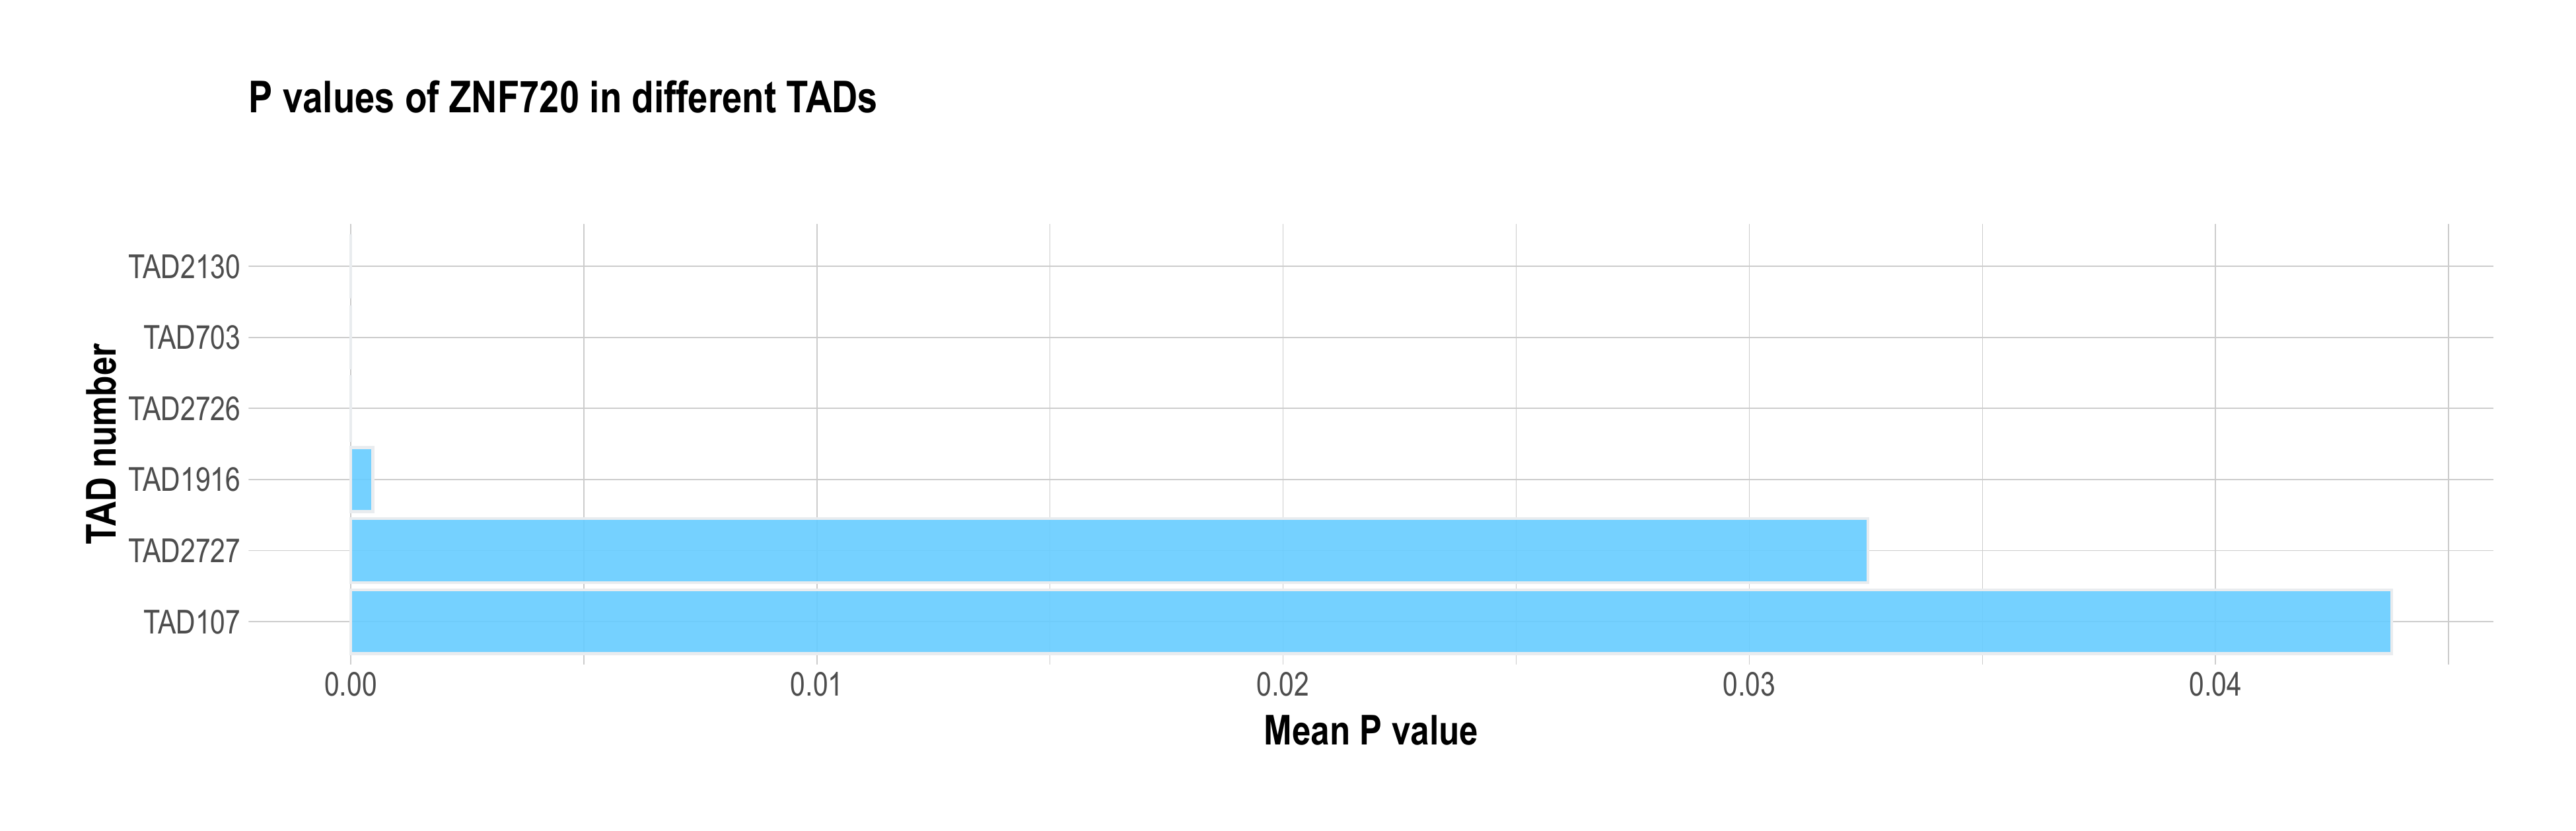 P values of ZNF720 in different TADs
TAD number
TAD2130
TAD703
TAD2726
TAD1916
TAD2727
TAD107
0.00 0.01 0.02 0.03 0.04
Mean P value